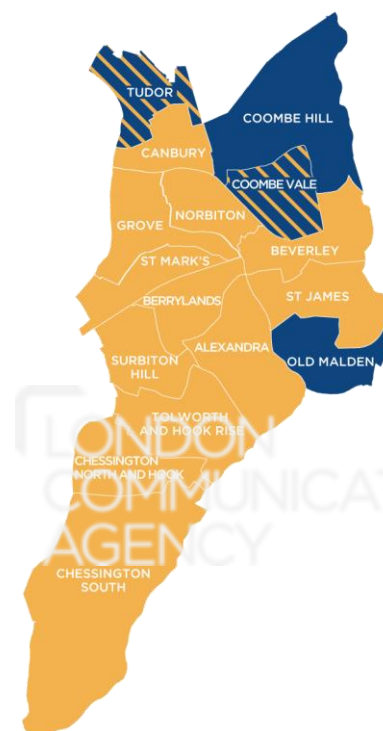 TUDOR
COOMBE HILL
CANBURY
COOMBE VALE
NORBITON
GROVE
BEVERLEY
ST MARK'S
BERRYLANDS
ST JAMES
ALEXANDRA
OLD MALDEN
SURBITON
HILL
TOLWORTH
AND HOOK RISE
CHESSINGTON
NORTH AND HOOK
CHESSINGTON
SOUTH
LONDON
COMMUNICA
AGENCY